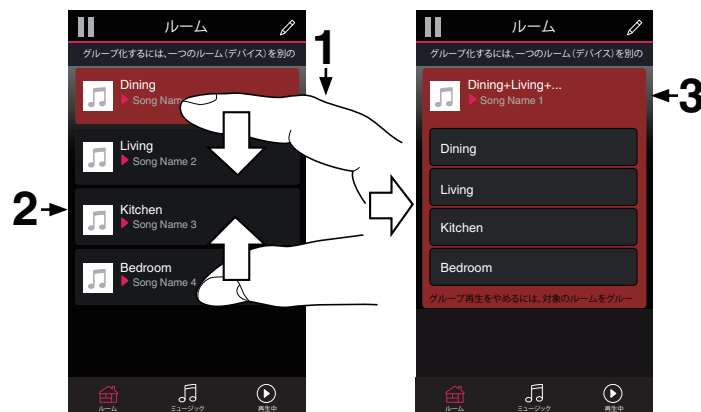 ルーム
グループ化するには、一つのルーム(デバイス)を別の
1
Dining
Song Nam
Living
Song Name 2
2
Kitchen
Song Name 3
Bedroom
Song Name 4
ルーム
ミュージック
再生中
ルーム
グループ化するには、一つのルーム(デバイス)を別の
3
Dining+Living+...
Song Name 1
Dining
Living
Kitchen
Bedroom
グループ再生をやめるには、対象のルームをグルー
ルーム
ミュージック
再生中